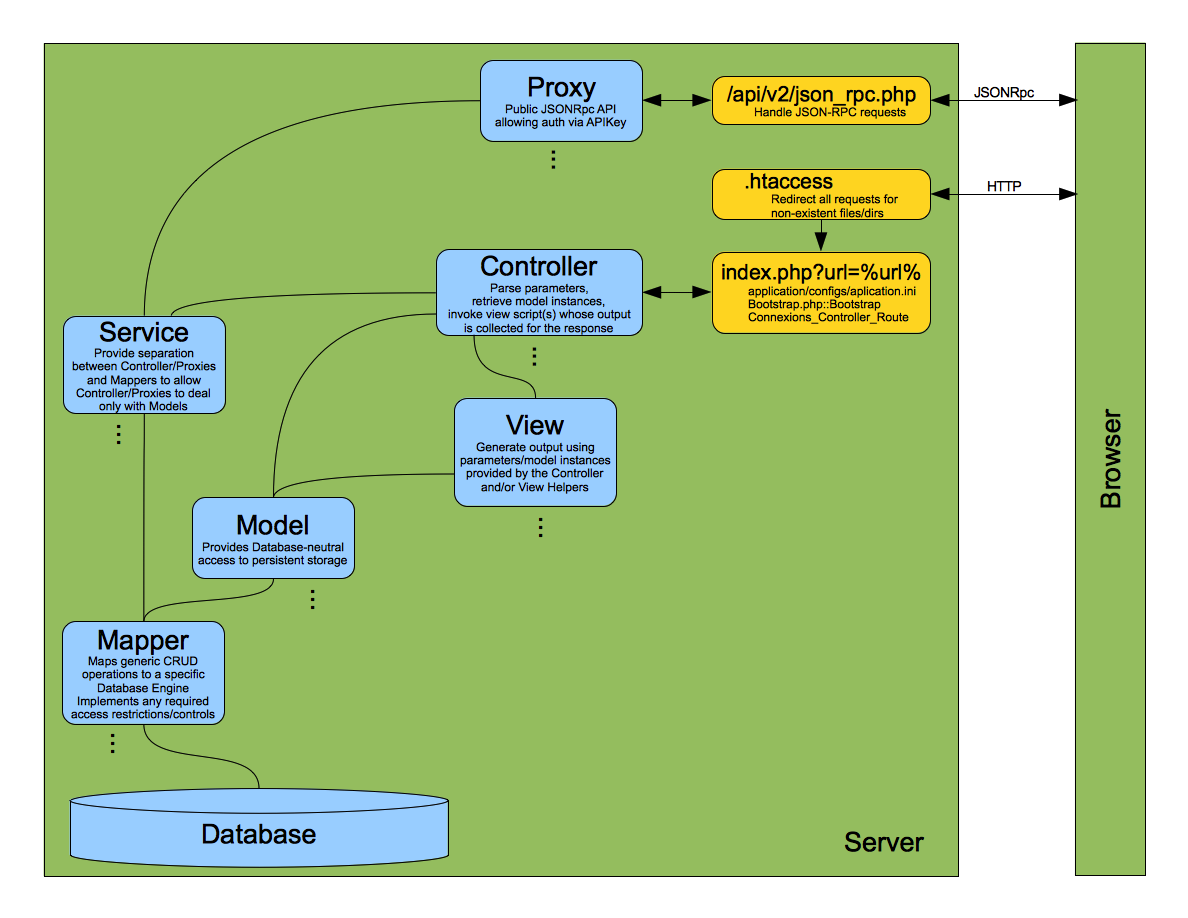 Proxy
Public JSONRpc API
allowing auth via APIKey
/api/v2/json_rpc.php
Handle JSON-RPC requests
JSONRpc
.htaccess
Redirect all requests for
non-existent files/dirs
HTTP
Controller
Parse parameters,
retrieve model instances,
invoke view script(s) whose output
is collected for the response
index.php?url=%url%
application/configs/aplication.ini
Bootstrap.php::Bootstrap
Connexions_Controller_Route
Service
Provide separation
between Controller/Proxies
and Mappers to allow
Controller/Proxies to deal
only with Models
View
Generate output using
parameters/model instances
provided by the Controller
and/or View Helpers
Browser
Model
Provides Database-neutral
access to persistent storage
Mapper
Maps generic CRUD
operations to a specific
Database Engine
Implements any required
access restrictions/controls
Database
Server